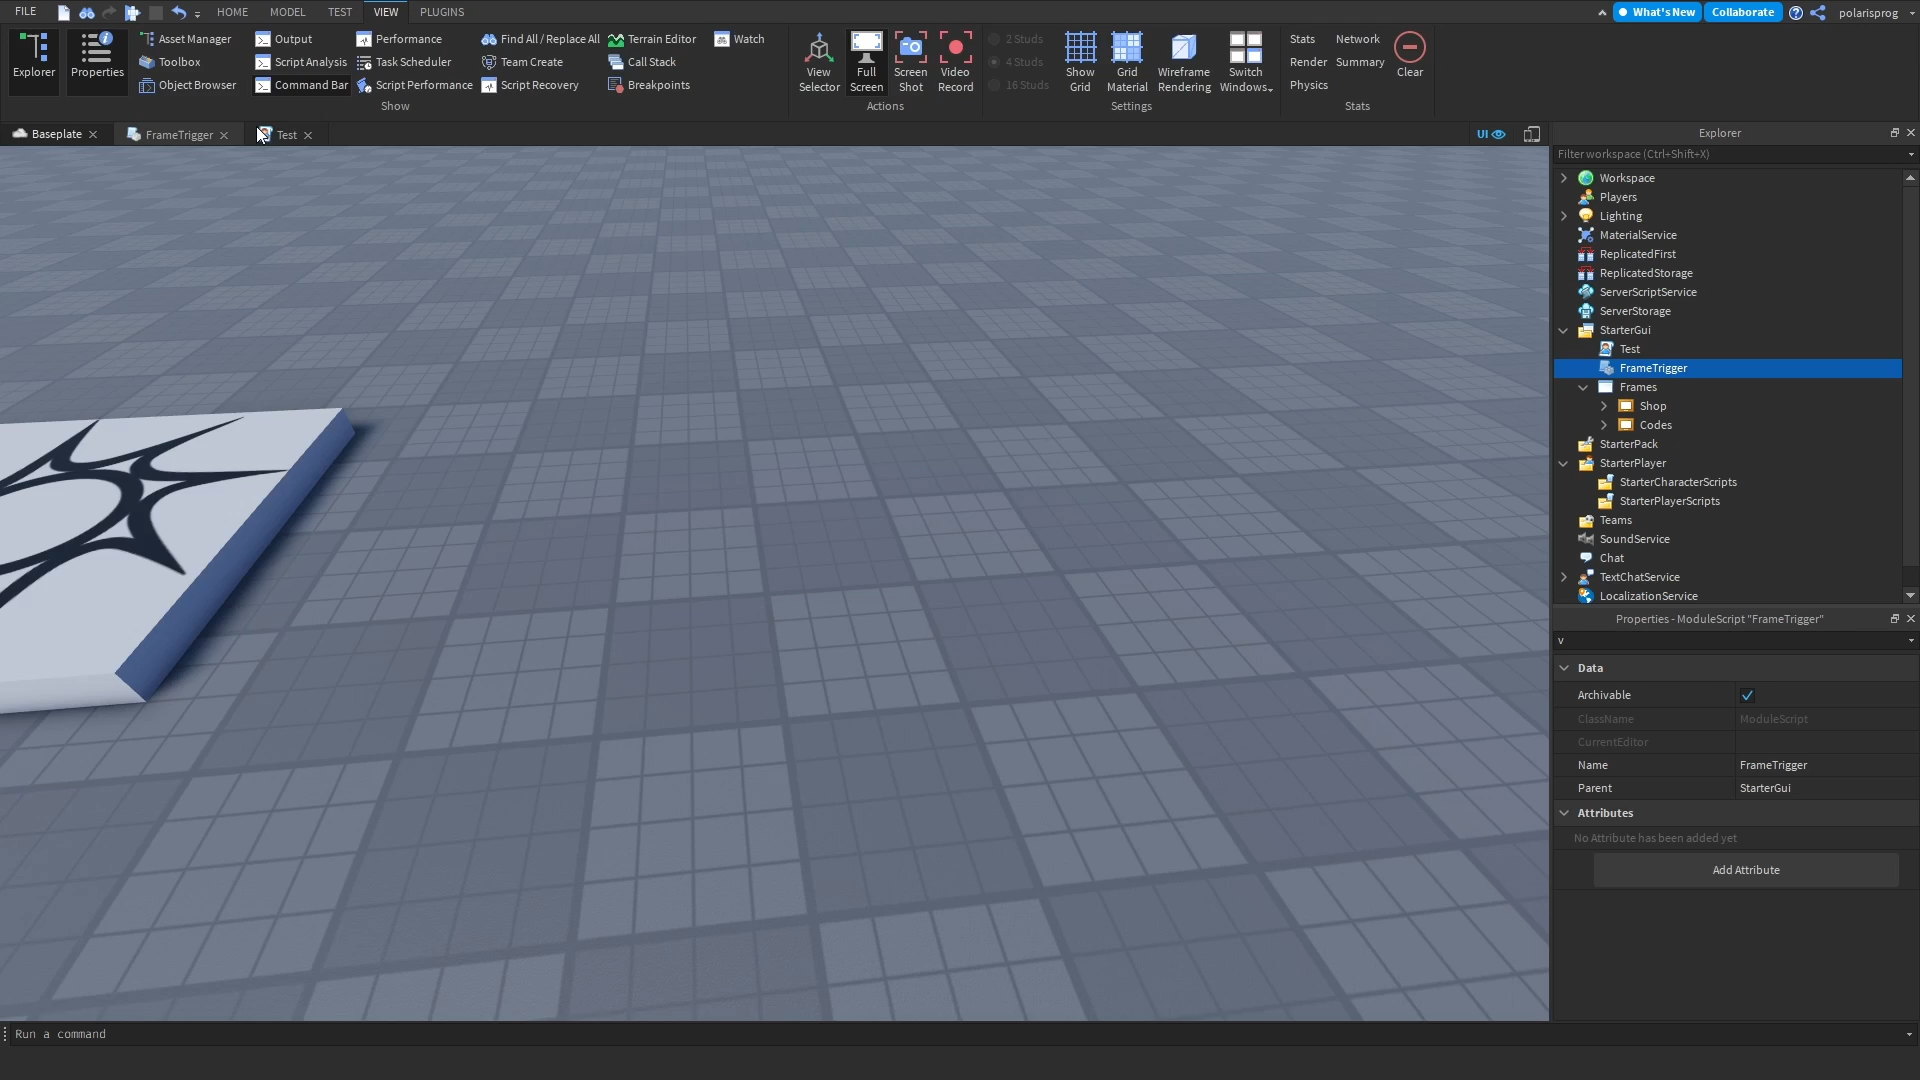 FILE HOME MODEL TEST VIEW PLUGINS What's New Collaborate polarisprog
Explorer
Properties
Asset Manager
Toolbox
Object Browser
Output
Script Analysis
Command Bar
Performance
Task Scheduler
Script Performance
Find All / Replace All
Team Create
Script Recovery
Terrain Editor
Call Stack
Breakpoints
Watch
Show
View Selector
Full Screen
Screen Shot
Video Record
Actions
2 Studs
4 Studs
16 Studs
Show Grid
Grid Material
Wireframe Rendering
Switch Windows
Settings
Stats
Render
Physics
Network
Summary
Clear
Stats
Baseplate FrameTrigger Test UI
Explorer
Filter workspace (Ctrl+Shift+X)
Workspace
Players
Lighting
MaterialService
ReplicatedFirst
ReplicatedStorage
ServerScriptService
ServerStorage
StarterGui
Test
FrameTrigger
Frames
Shop
Codes
StarterPack
StarterPlayer
StarterCharacterScripts
StarterPlayerScripts
Teams
SoundService
Chat
TextChatService
LocalizationService
Properties - ModuleScript "FrameTrigger"
v
Data
Archivable
ClassName ModuleScript
CurrentEditor
Name FrameTrigger
Parent StarterGui
Attributes
No Attribute has been added yet
Add Attribute
Run a command